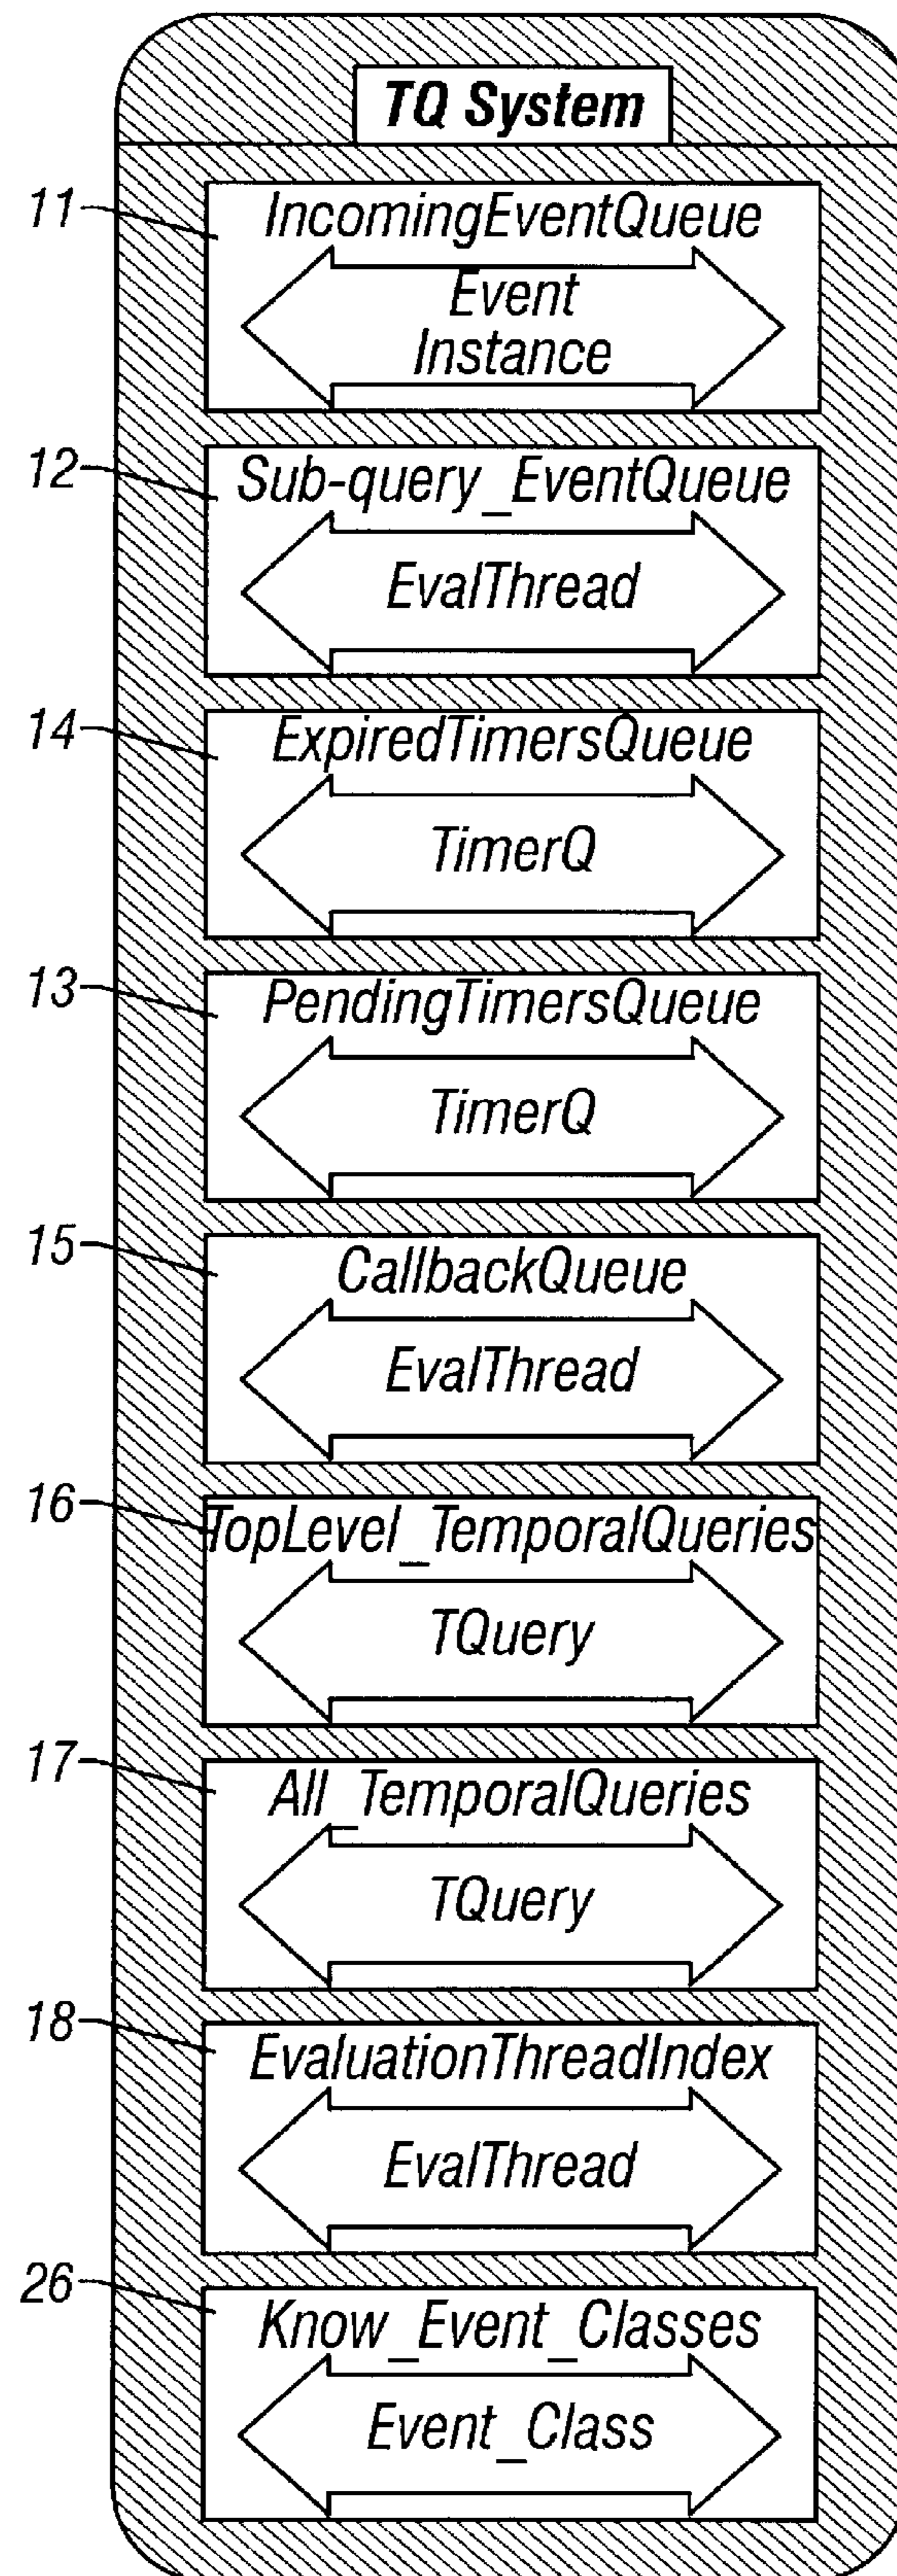 TQ System
11
IncomingEventQueue
Event
Instance
12
Sub-query_EventQueue
EvalThread
14
ExpiredTimersQueue
TimerQ
13
PendingTimersQueue
TimerQ
15
CallbackQueue
EvalThread
16
TopLevel_TemporalQueries
TQuery
17
All_TemporalQueries
TQuery
18
EvaluationThreadIndex
EvalThread
26
Know_Event_Classes
Event_Class